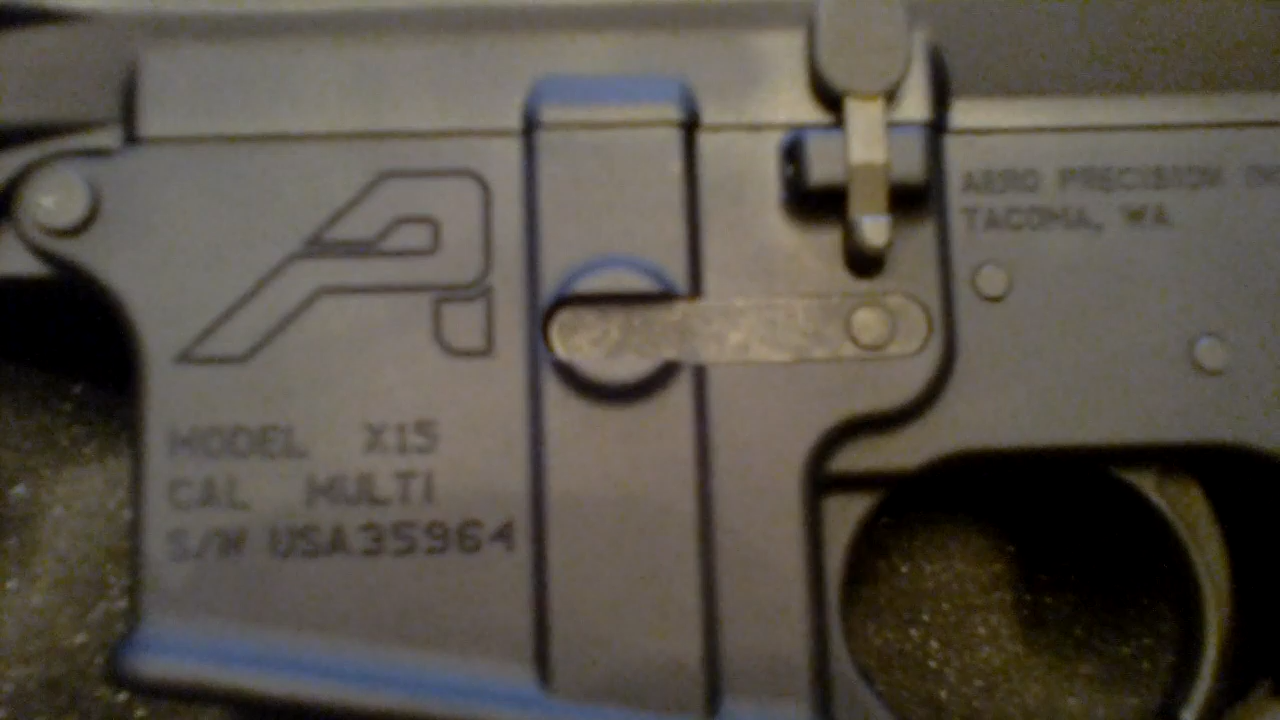 AERO PRECISION
TACOMA, WA
MODEL X15
CAL MULTI
S/N USA35964